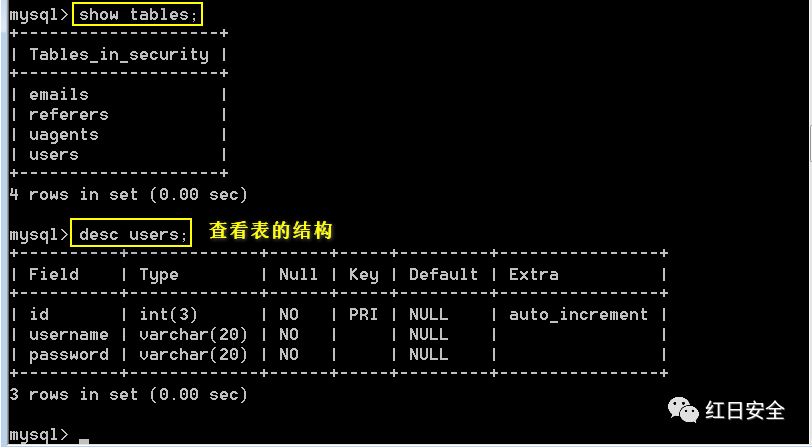 mysql> show tables;
+--------------------+
| Tables_in_security |
+--------------------+
| emails             |
| referers           |
| uagents            |
| users              |
+--------------------+
4 rows in set (0.00 sec)
mysql> desc users; 查看表的结构
+----------+-------------+------+-----+---------+----------------+
| Field    | Type        | Null | Key | Default | Extra          |
+----------+-------------+------+-----+---------+----------------+
| id       | int(3)      | NO   | PRI | NULL    | auto_increment |
| username | varchar(20) | NO   |     | NULL    |                |
| password | varchar(20) | NO   |     | NULL    |                |
+----------+-------------+------+-----+---------+----------------+
3 rows in set (0.00 sec)
红日安全
mysql> _